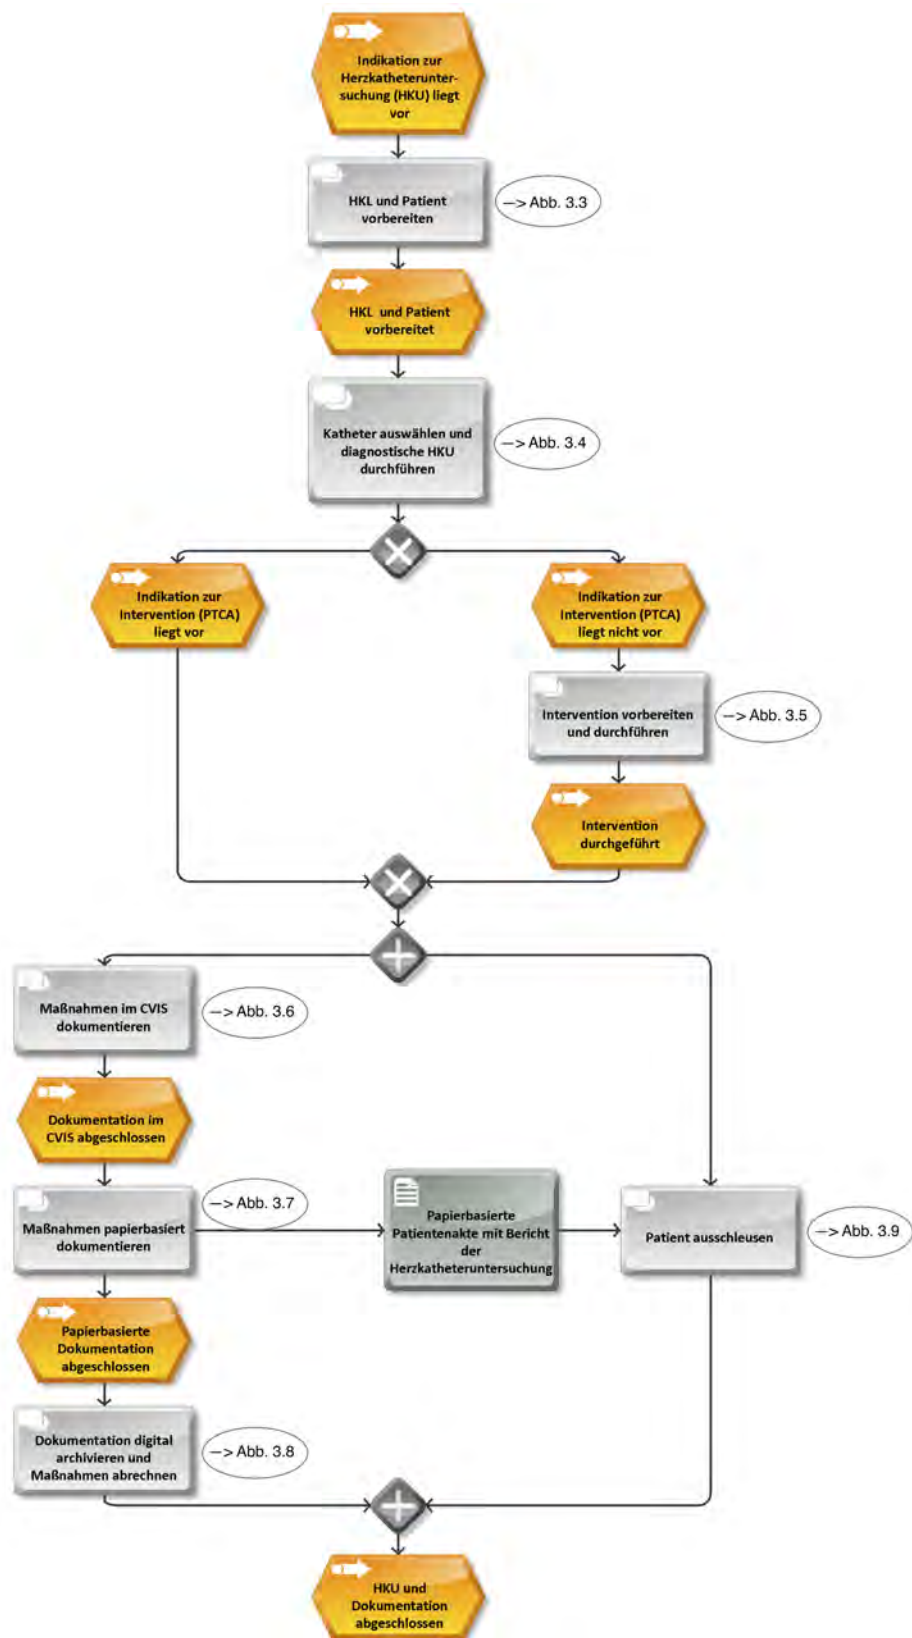 Indikation zur
Herzkatheterunter-
suchung (HKU) liegt
vor
HKL und Patient
vorbereiten
—> Abb. 3.3
HKL und Patient
vorbereitet
Katheter auswählen und
diagnostische HKU
durchführen
—> Abb. 3.4
Indikation zur
Intervention (PTCA)
liegt vor
Indikation zur
Intervention (PTCA)
liegt nicht vor
Intervention vorbereiten
und durchführen
—> Abb. 3.5
Intervention
durchgeführt
Maßnahmen im CVIS
dokumentieren
—> Abb. 3.6
Dokumentation im
CVIS abgeschlossen
Maßnahmen papierbasiert
dokumentieren
—> Abb. 3.7
Papierbasierte
Patientenakte mit Bericht
der
Herzkatheteruntersuchung
Patient ausschleusen
—> Abb. 3.9
Papierbasierte
Dokumentation
abgeschlossen
Dokumentation digital
archivieren und
Maßnahmen abrechnen
—> Abb. 3.8
HKU und
Dokumentation
abgeschlossen